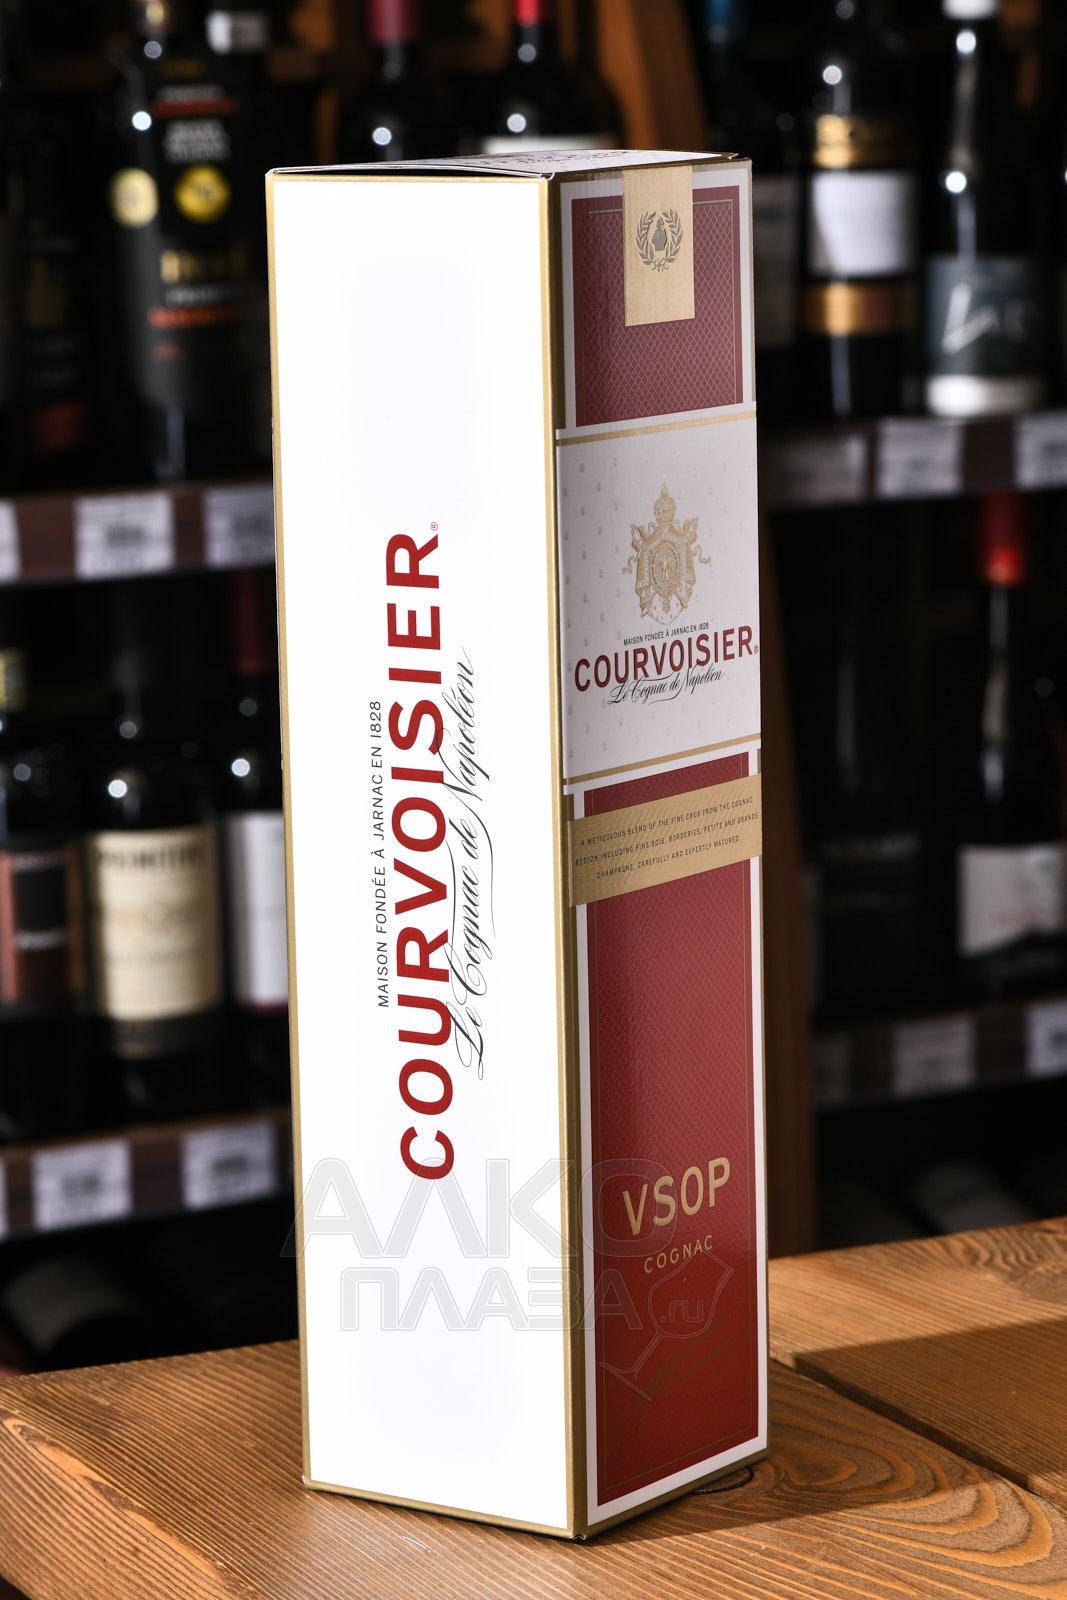 MAISON FONDÉE À JARNAC EN 1828
COURVOISIER®
Le Cognac de Napoléon
MAISON FONDÉE À JARNAC EN 1828
COURVOISIER®
Le Cognac de Napoléon
A METICULOUS BLEND OF THE FINE CRUS FROM THE COGNAC
REGION INCLUDING FINS BOIS, BORDERIES, PETITE AND GRANDE
CHAMPAGNE, CAREFULLY AND EXPERTLY MATURED.
VSOP
COGNAC
АЛКО
ПЛАЗА.ru